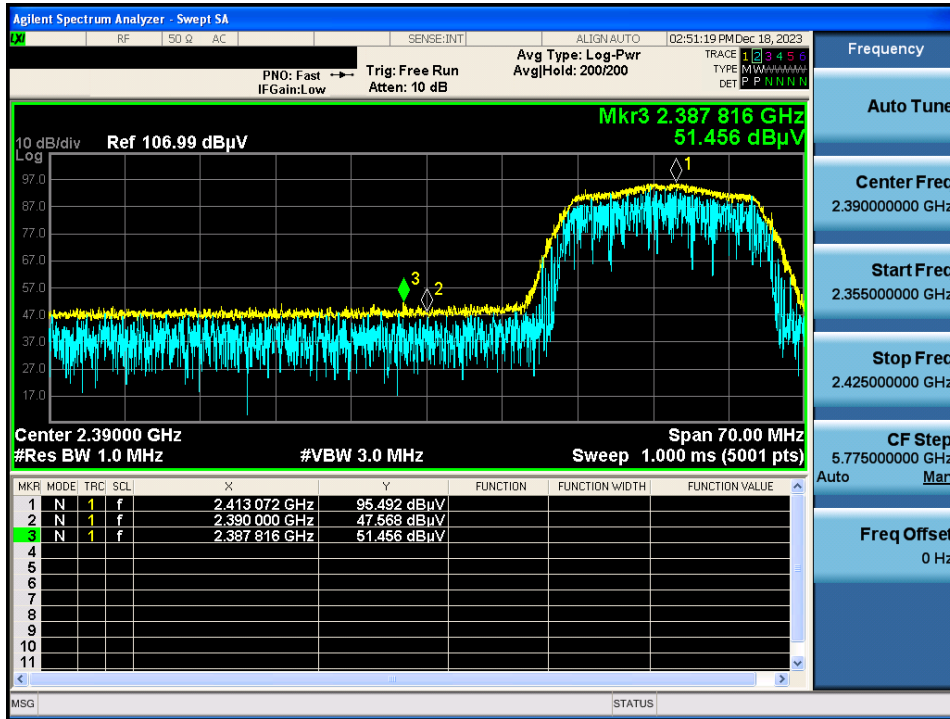 Agilent Spectrum Analyzer - Swept SA
LXI RF 50 Ω AC SENSE:INT ALIGN AUTO 02:51:19 PM Dec 18, 2023
Frequency
PNO: Fast
IFGain:Low
Trig: Free Run
Atten: 10 dB
Avg Type: Log-Pwr
Avg|Hold: 200/200
TRACE 1 2 3 4 5 6
TYPE M W
DET P P N N N N
Mkr3 2.387 816 GHz
51.456 dBµV
10 dB/div Ref 106.99 dBµV
Log
97.0
87.0
77.0
67.0
57.0
47.0
37.0
27.0
17.0
1
3
2
Center 2.39000 GHz Span 70.00 MHz
#Res BW 1.0 MHz #VBW 3.0 MHz Sweep 1.000 ms (5001 pts)
MKR MODE TRC SCL X Y FUNCTION FUNCTION WIDTH FUNCTION VALUE
1 N 1 f 2.413 072 GHz 95.492 dBµV
2 N 1 f 2.390 000 GHz 47.568 dBµV
3 N 1 f 2.387 816 GHz 51.456 dBµV
4
5
6
7
8
9
10
11
MSG STATUS
Auto Tune
Center Freq
2.390000000 GHz
Start Freq
2.355000000 GHz
Stop Freq
2.425000000 GHz
CF Step
5.775000000 GHz
Auto Man
Freq Offset
0 Hz